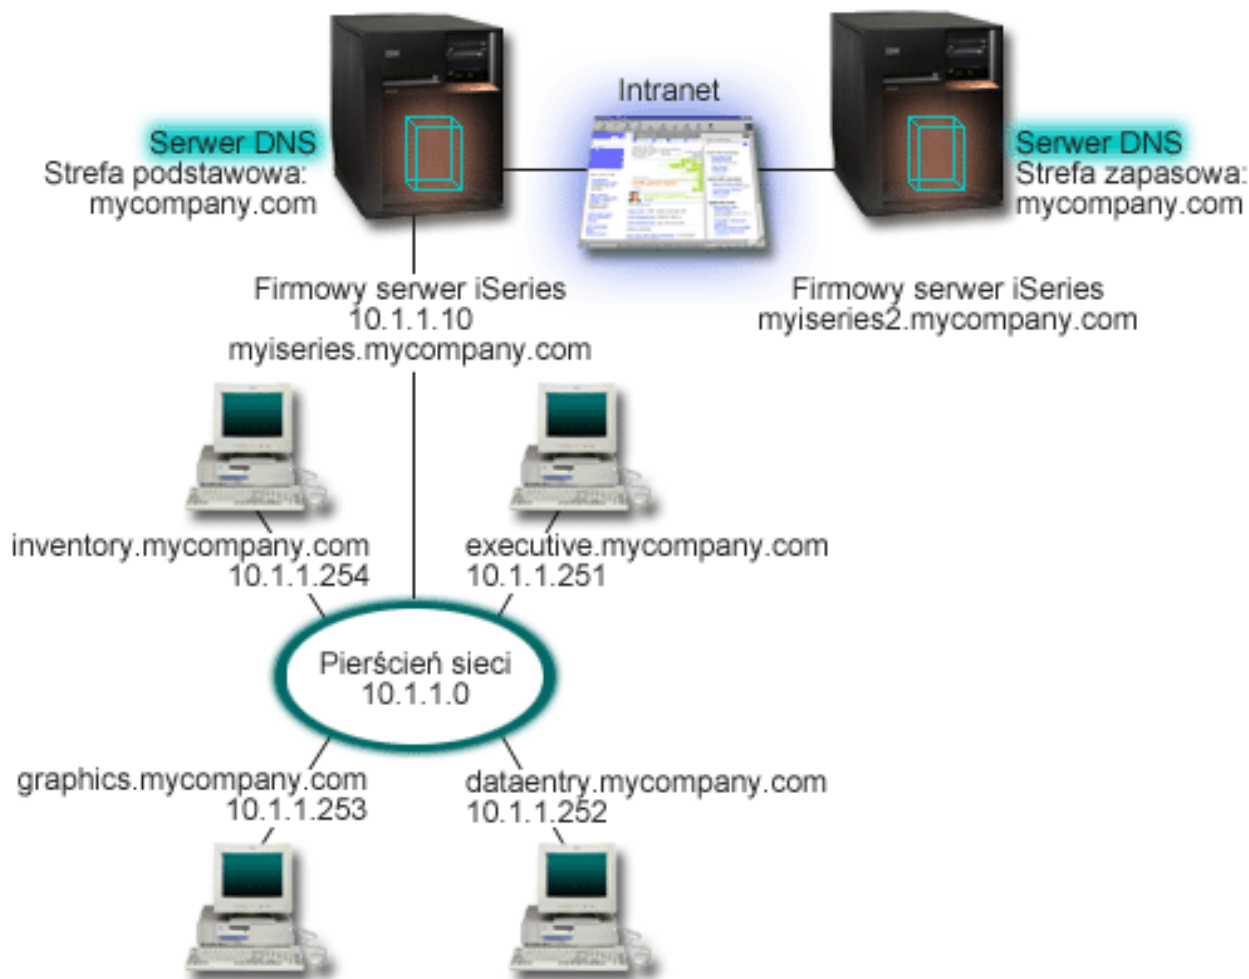 Intranet
Serwer DNS
Strefa podstawowa:
mycompany.com
Serwer DNS
Strefa zapasowa:
mycompany.com
Firmowy serwer iSeries
10.1.1.10
myiseries.mycompany.com
Firmowy serwer iSeries
myiseries2.mycompany.com
inventory.mycompany.com
10.1.1.254
executive.mycompany.com
10.1.1.251
Pierścień sieci
10.1.1.0
graphics.mycompany.com
10.1.1.253
dataentry.mycompany.com
10.1.1.252